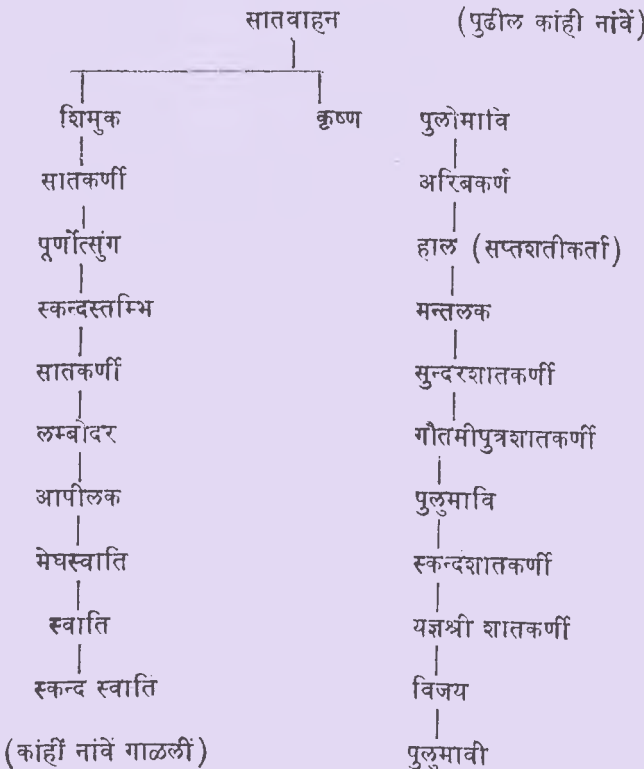 सातवाहन (पुढील कांही नांवें)
शिमुक कृष्ण पुलोमावि
सातकर्णी अरिबकर्ण
पूर्णोत्सुंग हाल (सप्तशतीकर्ता)
स्कन्दस्तम्भि मन्तलक
सातकर्णी सुन्दरशातकर्णी
लम्बोदर गौतमीपुत्रशातकर्णी
आपीलक पुलुमावि
मेघस्वाति स्कन्दशातकर्णी
स्वाति यज्ञश्री शातकर्णी
स्कन्द स्वाति विजय
(कांहीं नांवें गाळलीं) पुलुमावी